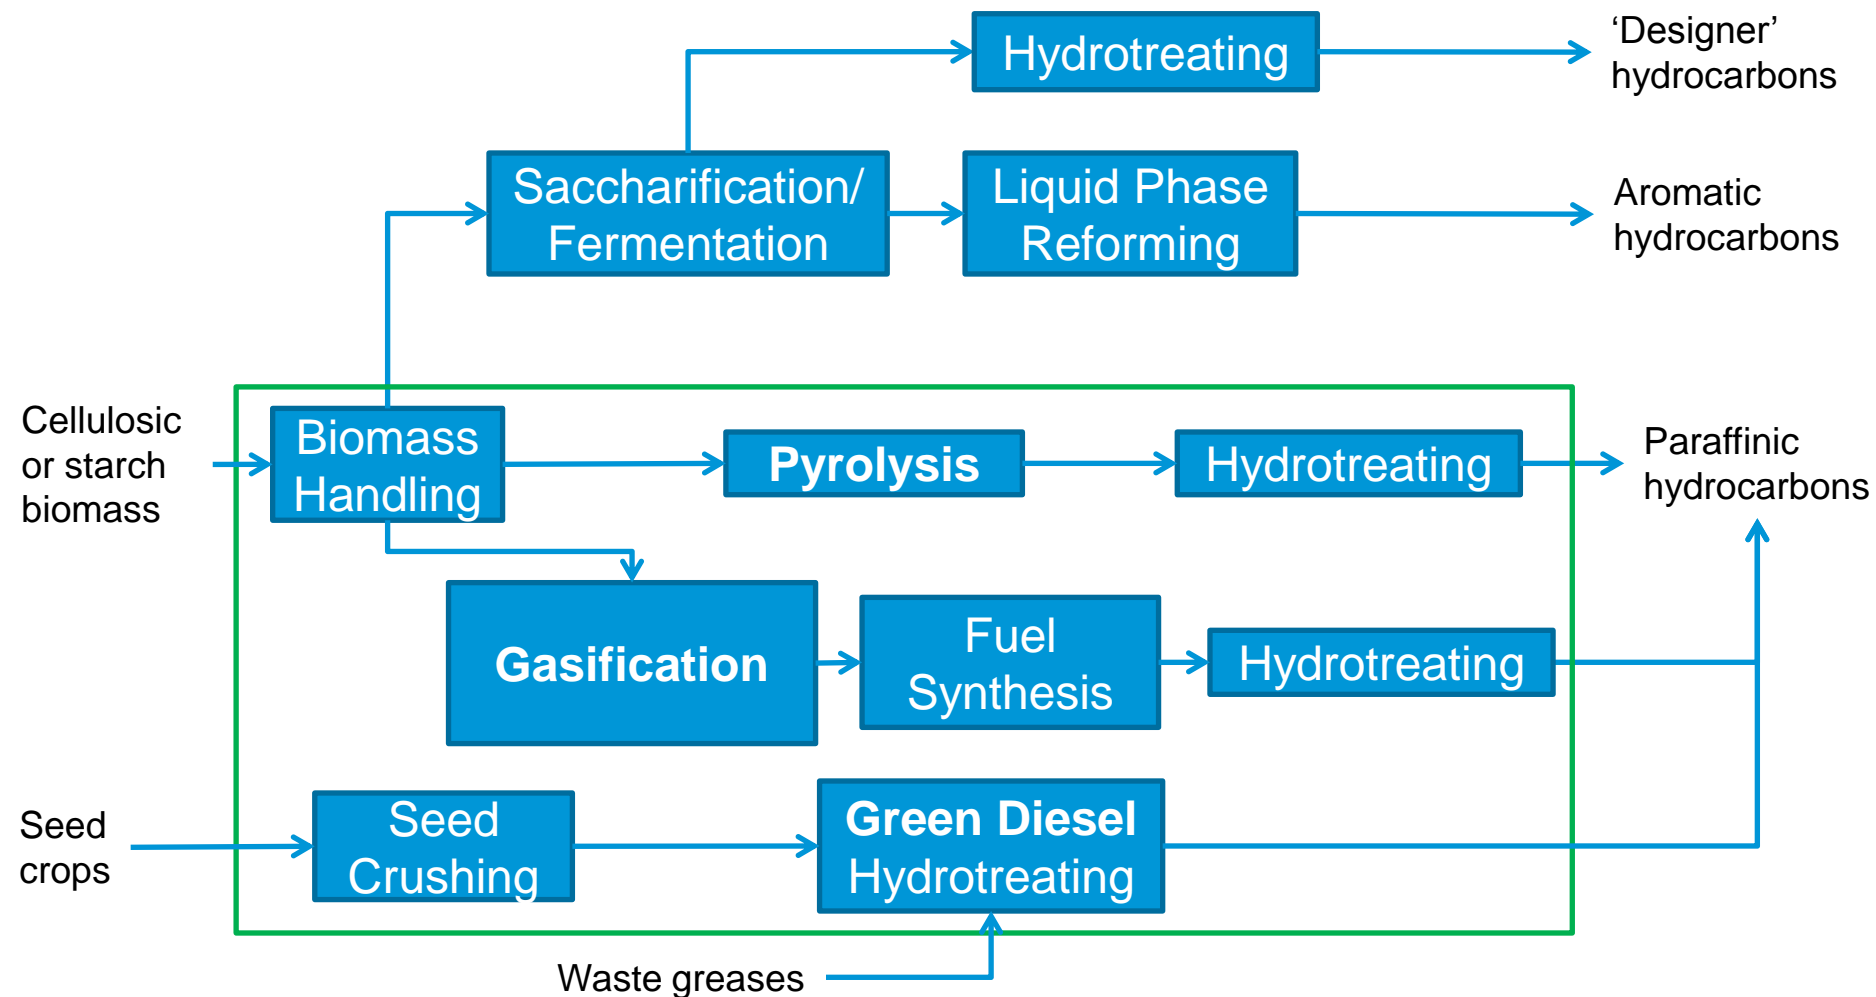 Hydrotreating
‘Designer’
hydrocarbons
Saccharification/
Fermentation
Liquid Phase
Reforming
Aromatic
hydrocarbons
Cellulosic
or starch
biomass
Biomass
Handling
Pyrolysis
Hydrotreating
Paraffinic
hydrocarbons
Gasification
Fuel
Synthesis
Hydrotreating
Seed
crops
Seed
Crushing
Green Diesel
Hydrotreating
Waste greases